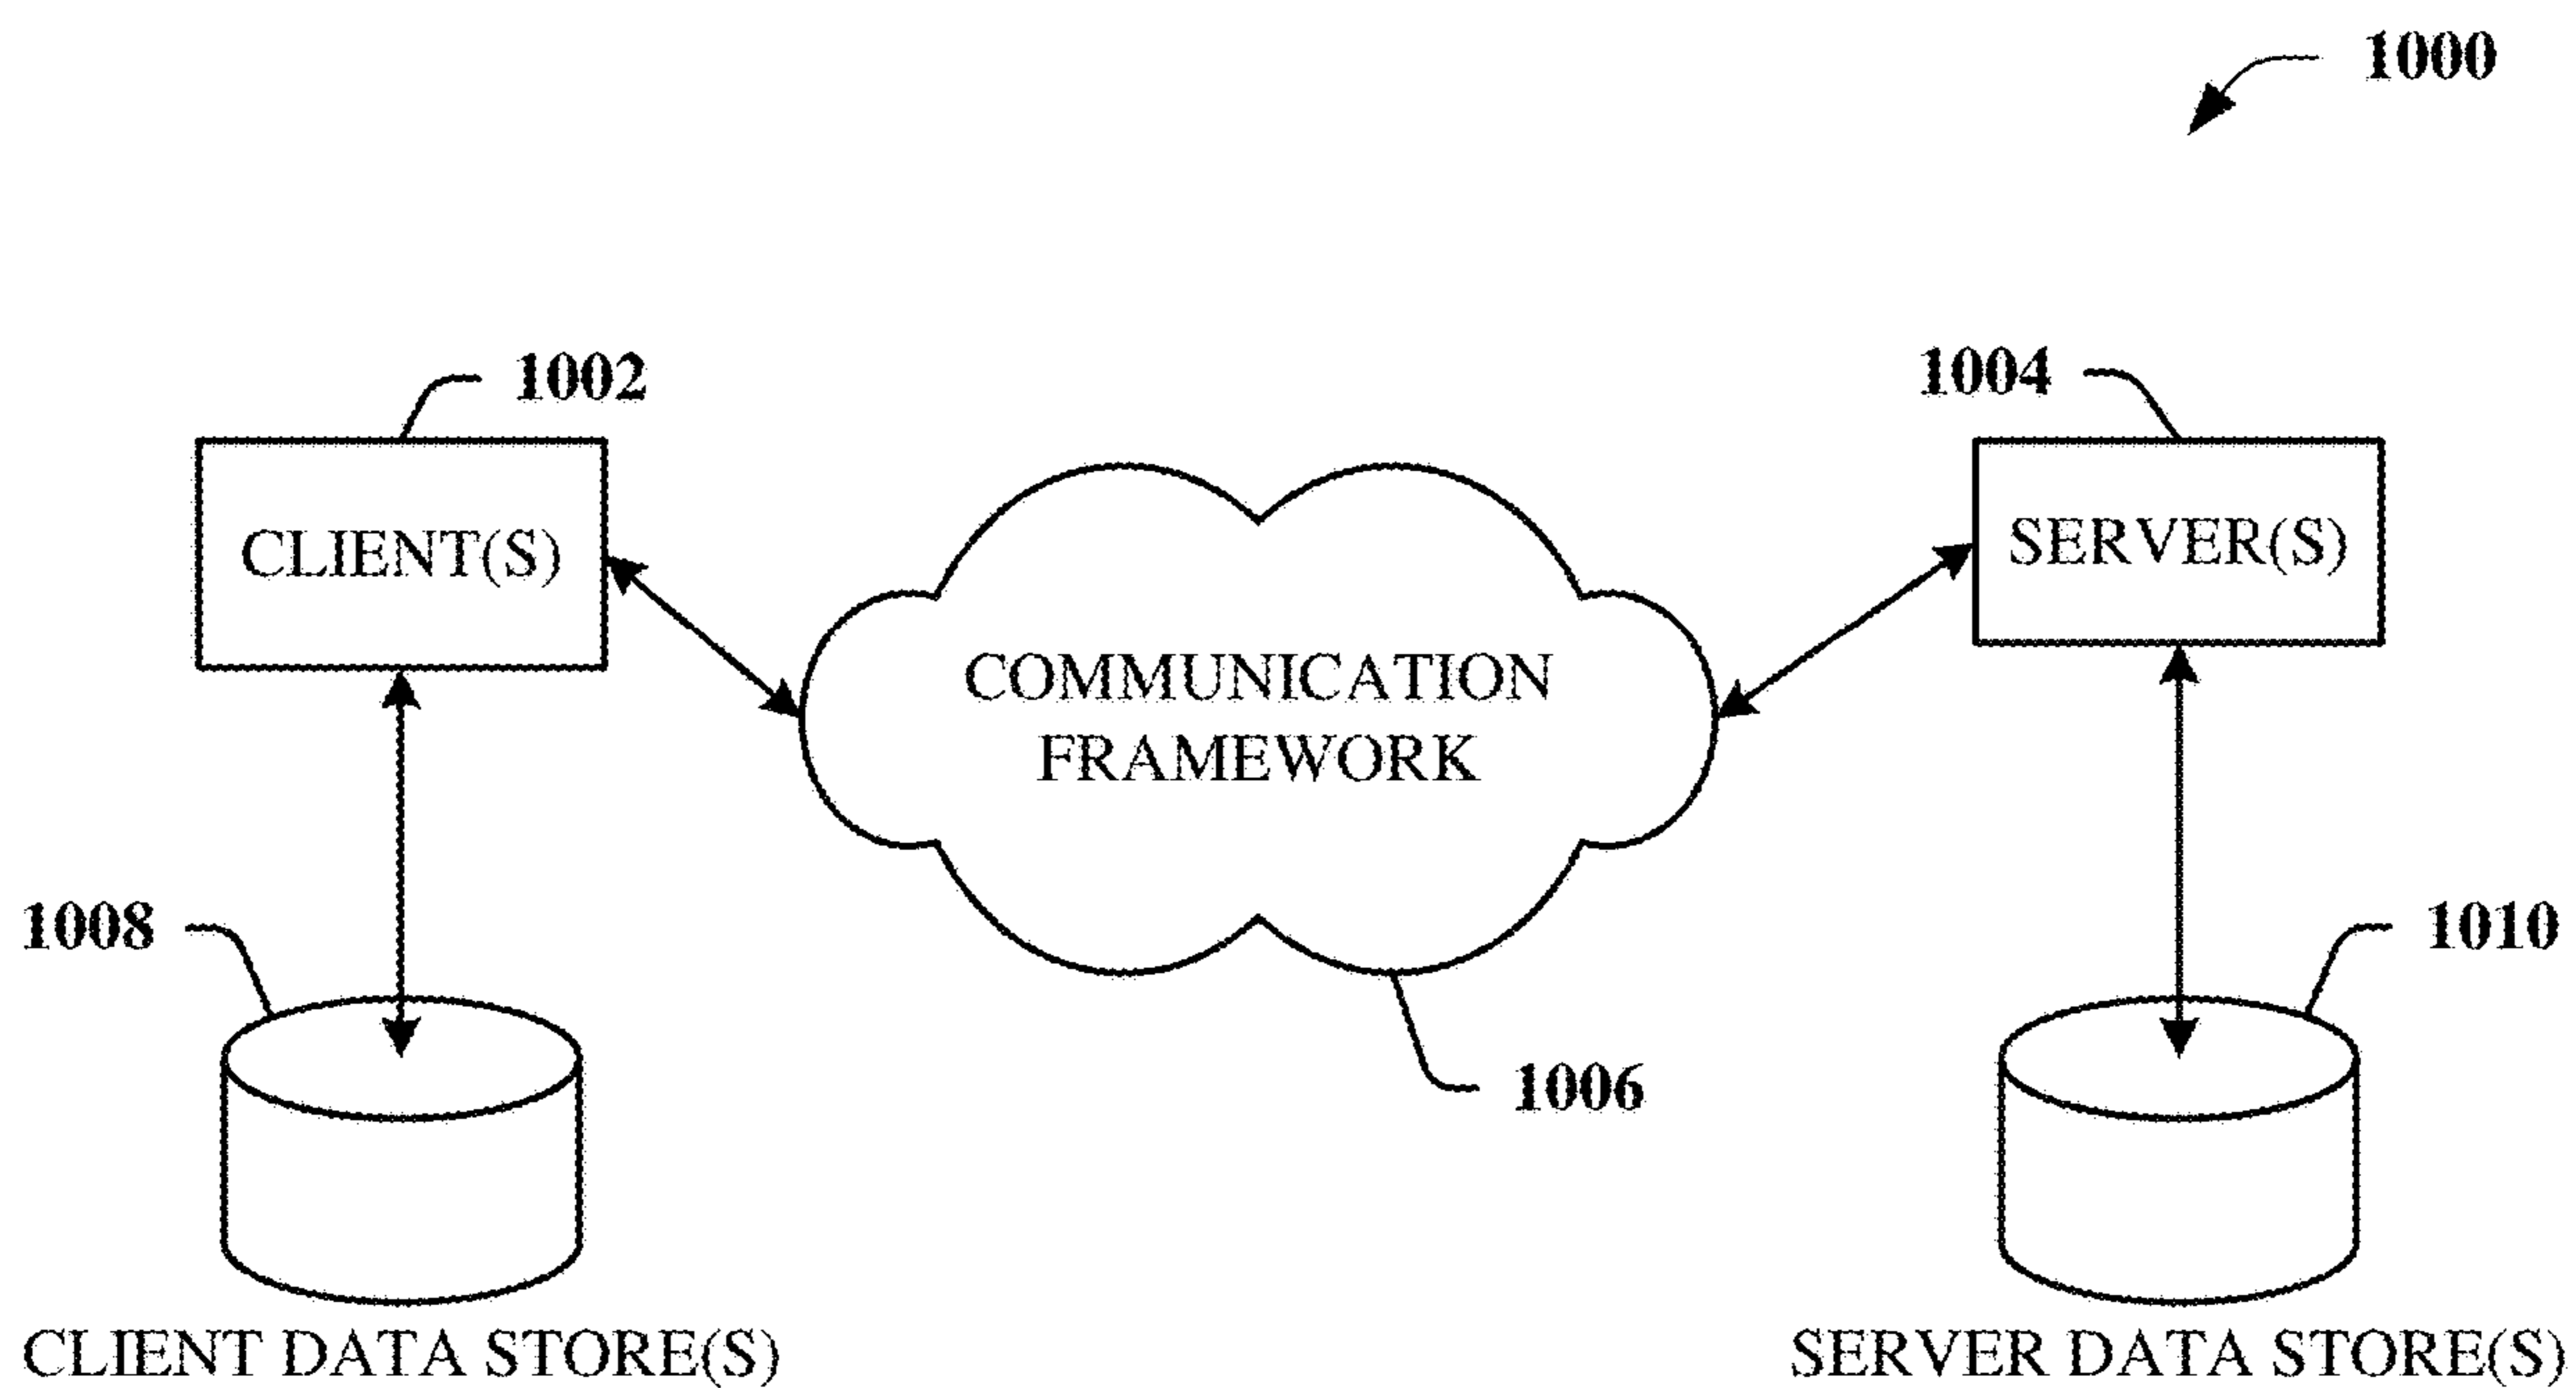 1000
1002
1004
CLIENT(S)
SERVER(S)
COMMUNICATION
FRAMEWORK
1008
1010
1006
CLIENT DATA STORE(S)
SERVER DATA STORE(S)